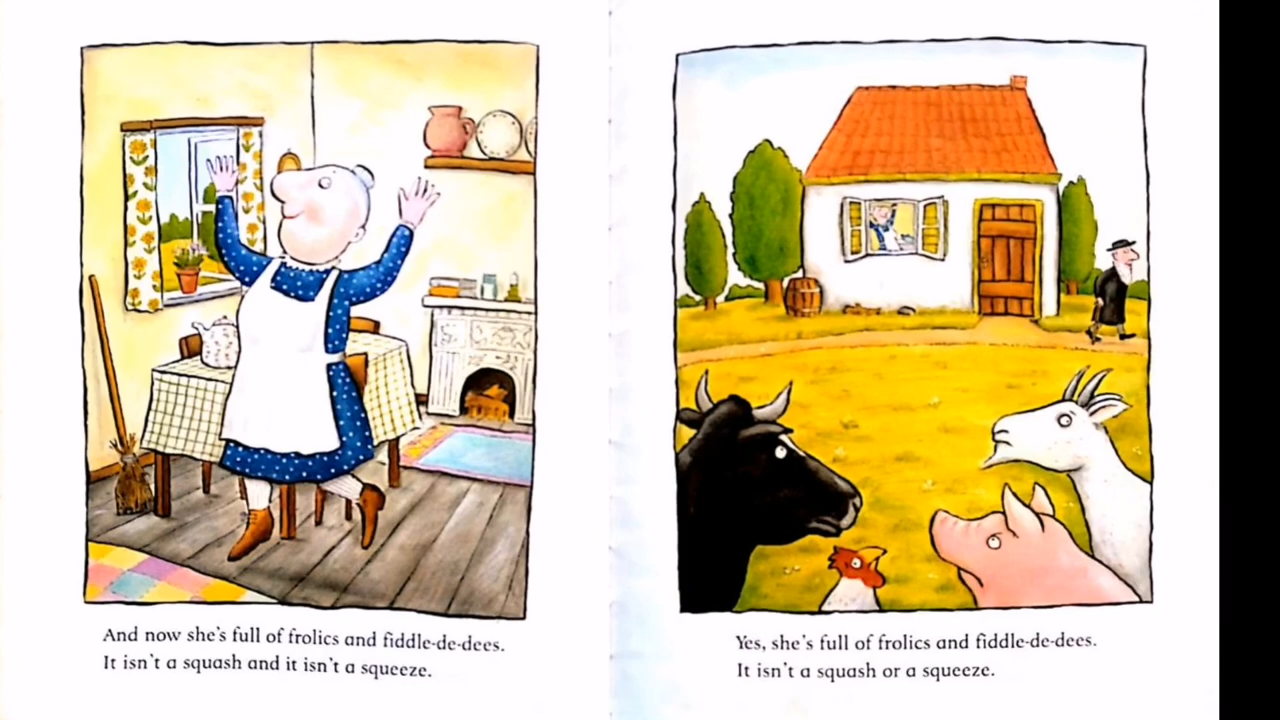 And now she's full of frolics and fiddle-de-dees.
It isn't a squash and it isn't a squeeze.
Yes, she's full of frolics and fiddle-de-dees.
It isn't a squash or a squeeze.